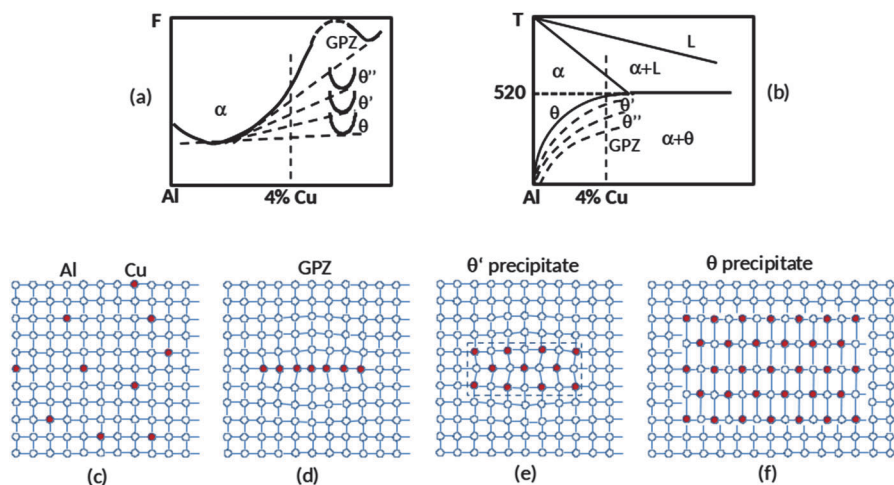 F
GPZ
θ''
α
θ'
θ
(a)
Al
4% Cu
T
L
α
α+L
520
θ
θ'
θ''
GPZ
α+θ
(b)
Al
4% Cu
Al
Cu
GPZ
θ‘ precipitate
θ precipitate
(c)
(d)
(e)
(f)